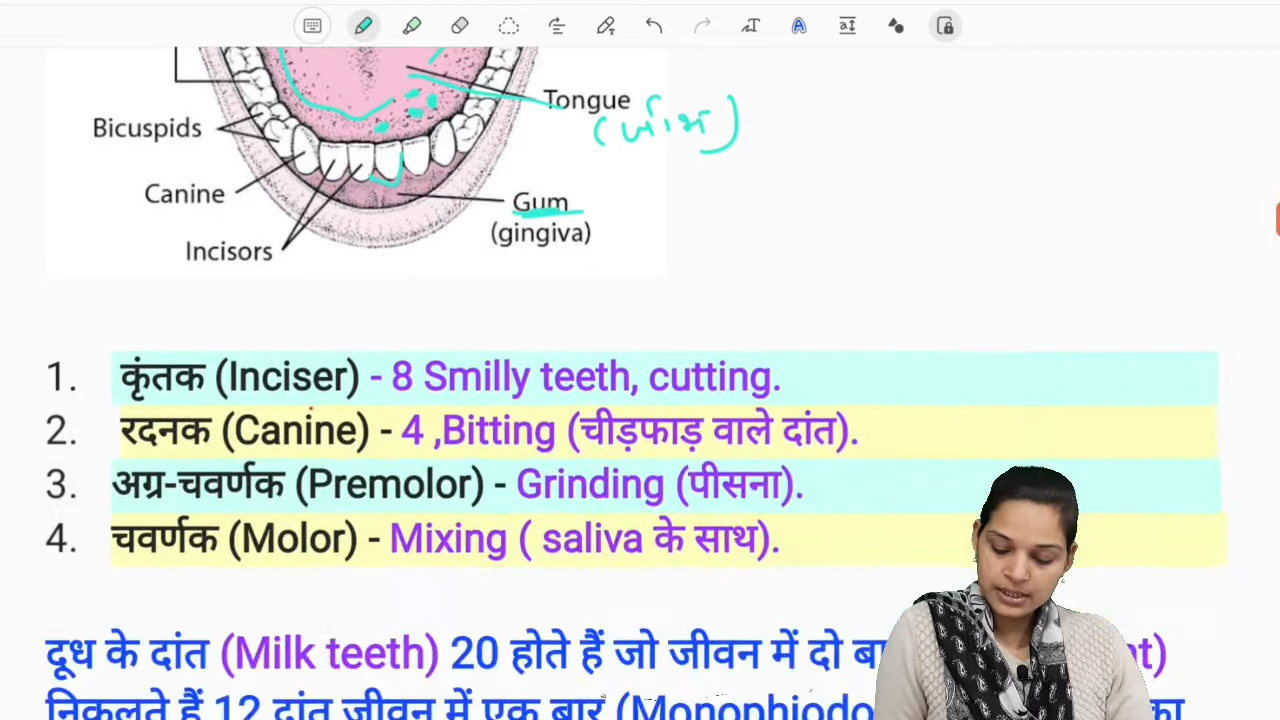 Tongue
Bicuspids
Canine
Gum
(gingiva)
Incisors
1. कृंतक (Inciser) - 8 Smilly teeth, cutting.
2. रदनक (Canine) - 4 ,Bitting (चीड़फाड़ वाले दांत).
3. अग्र-चवर्णक (Premolor) - Grinding (पीसना).
4. चवर्णक (Molor) - Mixing ( saliva के साथ).
दूध के दांत (Milk teeth) 20 होते हैं जो जीवन में दो
निकलते हैं 12 दांत जीवन में एक बार